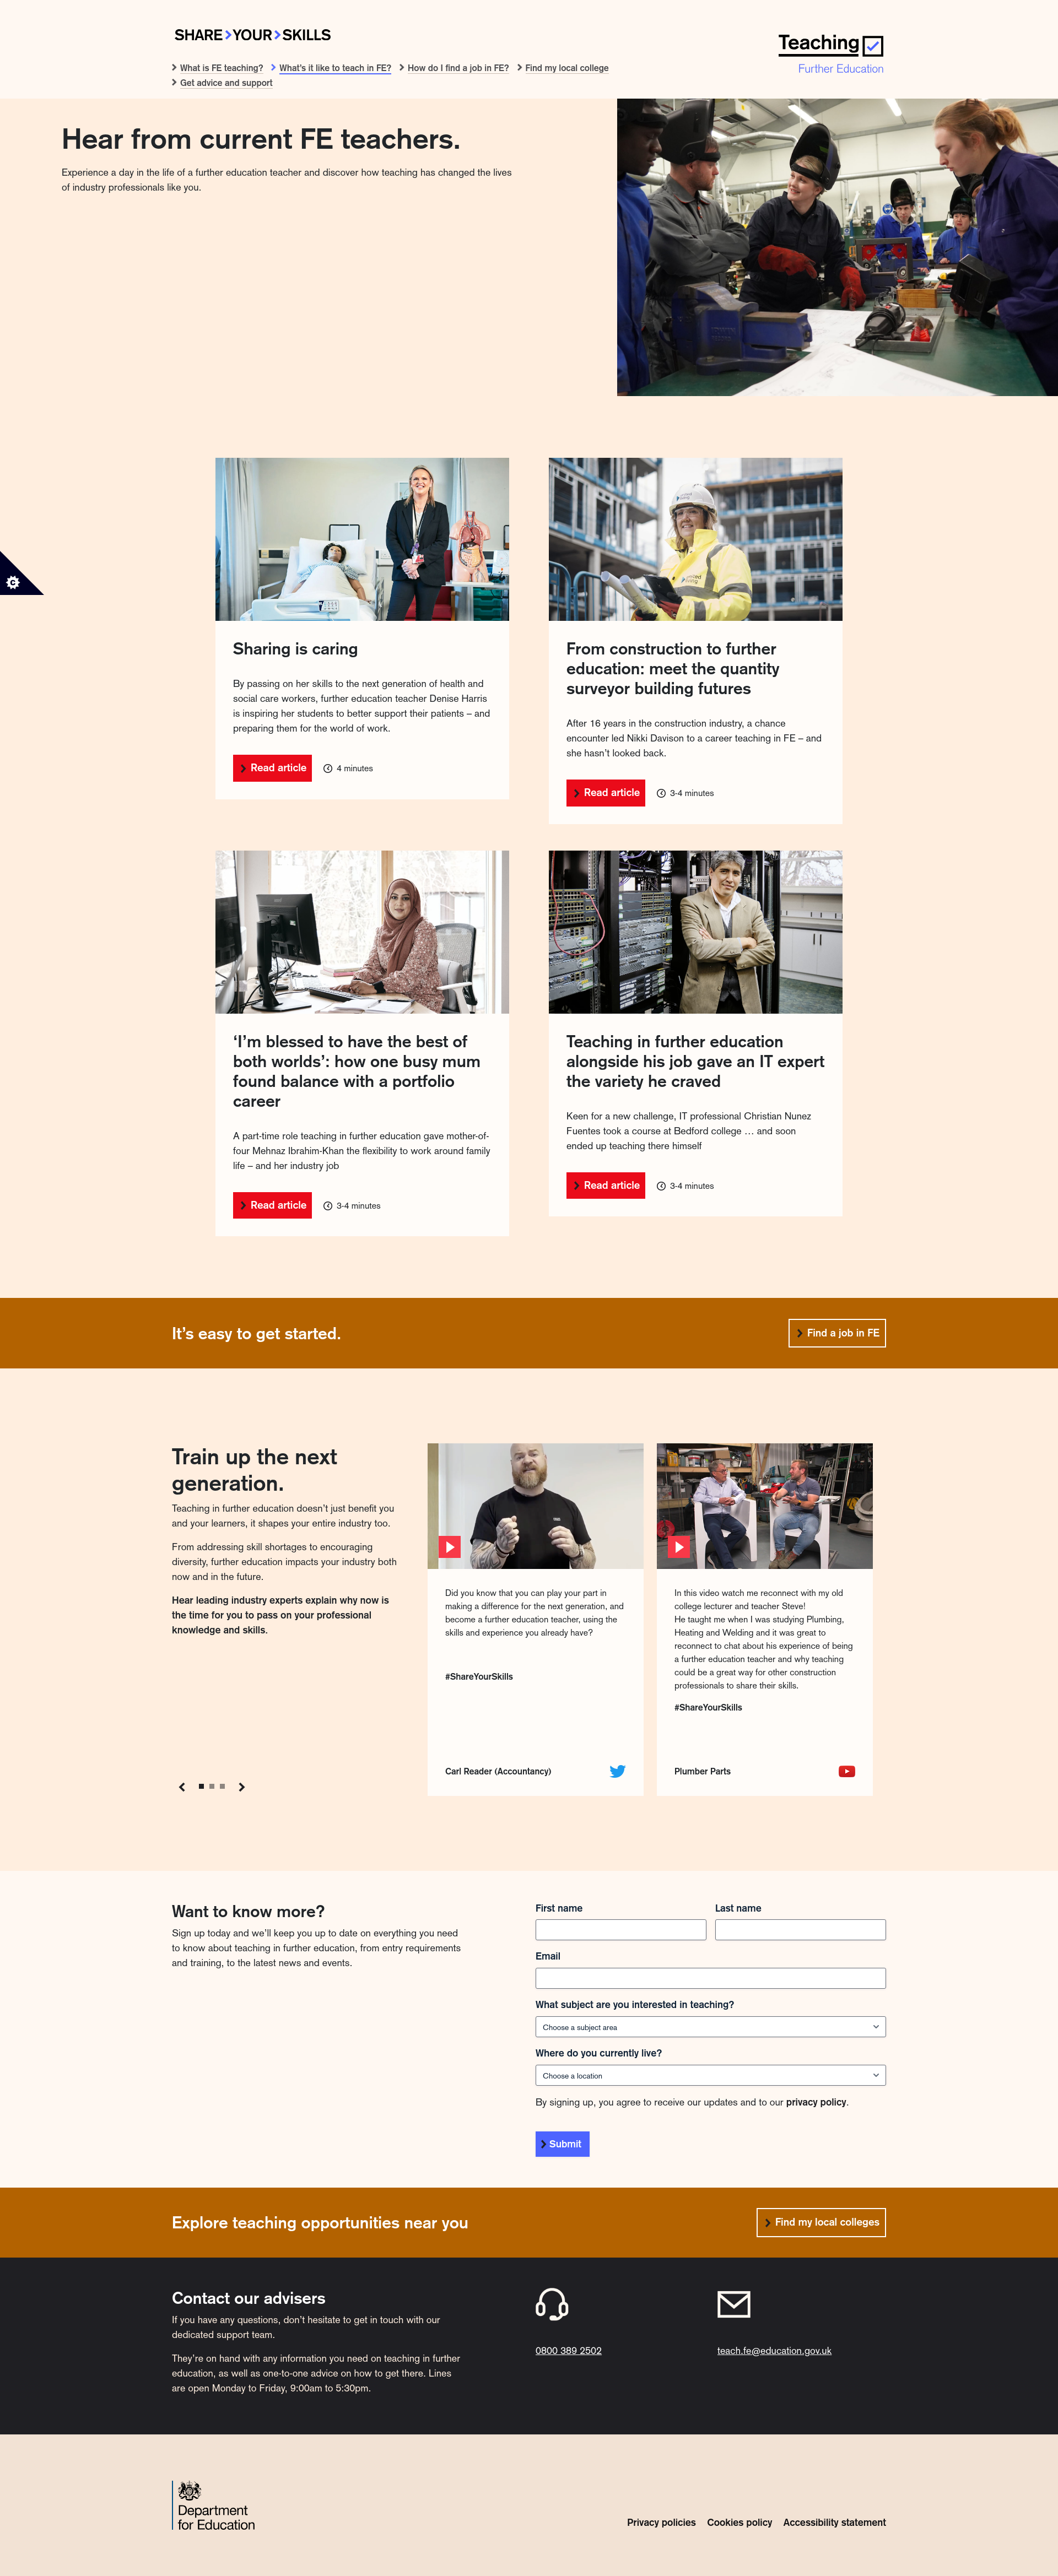 SHARE YOUR SKILLS
What is FE teaching? What's it like to teach in FE? How do I find a job in FE? Find my local college
Get advice and support
Teaching
Further Education
Hear from current FE teachers.
Experience a day in the life of a further education teacher and discover how teaching has changed the lives
of industry professionals like you.
Sharing is caring
By passing on her skills to the next generation of health and
social care workers, further education teacher Denise Harris
is inspiring her students to better support their patients – and
preparing them for the world of work.
Read article 4 minutes
From construction to further
education: meet the quantity
surveyor building futures
After 16 years in the construction industry, a chance
encounter led Nikki Davison to a career teaching in FE – and
she hasn't looked back.
Read article 3-4 minutes
‘I’m blessed to have the best of
both worlds’: how one busy mum
found balance with a portfolio
career
A part-time role teaching in further education gave mother-of-
four Mehnaz Ibrahim-Khan the flexibility to work around family
life – and her industry job
Read article 3-4 minutes
Teaching in further education
alongside his job gave an IT expert
the variety he craved
Keen for a new challenge, IT professional Christian Nunez
Fuentes took a course at Bedford college … and soon
ended up teaching there himself
Read article 3-4 minutes
It’s easy to get started.
Find a job in FE
Train up the next
generation.
Teaching in further education doesn’t just benefit you
and your learners, it shapes your entire industry too.
From addressing skill shortages to encouraging
diversity, further education impacts your industry both
now and in the future.
Hear leading industry experts explain why now is
the time for you to pass on your professional
knowledge and skills.
Did you know that you can play your part in
making a difference for the next generation, and
become a further education teacher, using the
skills and experience you already have?
#ShareYourSkills
Carl Reader (Accountancy)
In this video watch me reconnect with my old
college lecturer and teacher Steve!
He taught me when I was studying Plumbing,
Heating and Welding and it was great to
reconnect to chat about his experience of being
a further education teacher and why teaching
could be a great way for other construction
professionals to share their skills.
#ShareYourSkills
Plumber Parts
Want to know more?
Sign up today and we’ll keep you up to date on everything you need
to know about teaching in further education, from entry requirements
and training, to the latest news and events.
First name Last name
Email
What subject are you interested in teaching?
Choose a subject area
Where do you currently live?
Choose a location
By signing up, you agree to receive our updates and to our privacy policy.
Submit
Explore teaching opportunities near you
Find my local colleges
Contact our advisers
If you have any questions, don’t hesitate to get in touch with our
dedicated support team.
They’re on hand with any information you need on teaching in further
education, as well as one-to-one advice on how to get there. Lines
are open Monday to Friday, 9:00am to 5:30pm.
0800 389 2502
teach.fe@education.gov.uk
Department
for Education
Privacy policies Cookies policy Accessibility statement